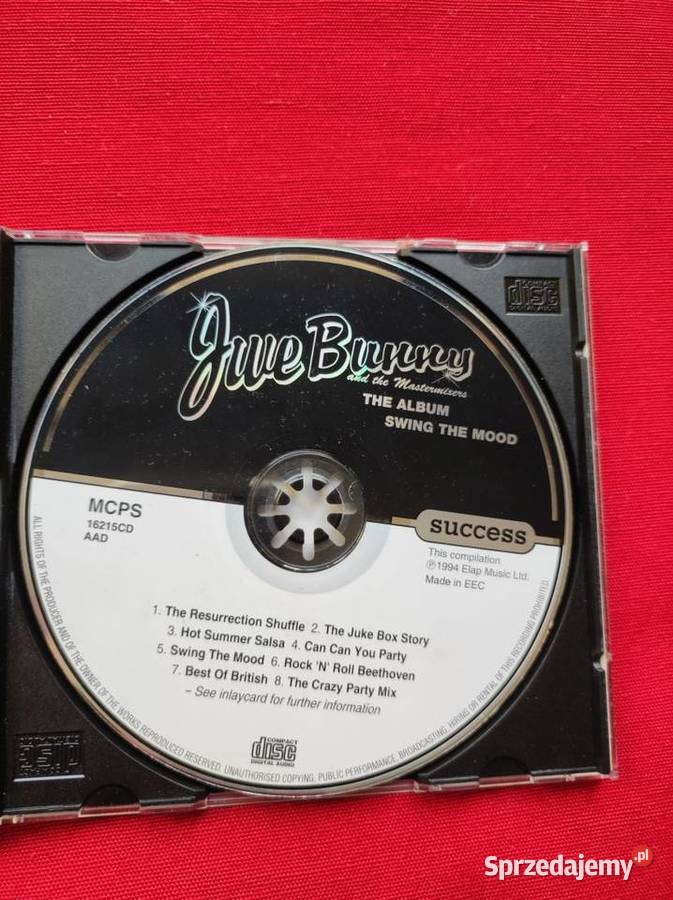 COMPACT
disc
DIGITAL AUDIO
Jive Bunny
and the Mastermixers
THE ALBUM
SWING THE MOOD
MCPS
16215CD
AAD
success
This compilation
℗1994 Elap Music Ltd.
Made in EEC
1. The Resurrection Shuffle 2. The Juke Box Story
3. Hot Summer Salsa 4. Can Can You Party
5. Swing The Mood 6. Rock 'N' Roll Beethoven
7. Best Of British 8. The Crazy Party Mix
– See inlaycard for further information
COMPACT
disc
DIGITAL AUDIO
ALL RIGHTS OF THE PRODUCER AND OF THE OWNER OF THE WORKS REPRODUCED RESERVED. UNAUTHORISED COPYING, PUBLIC PERFORMANCE, BROADCASTING, HIRING OR RENTAL OF THIS RECORDING PROHIBITED.
Sprzedajemy.pl